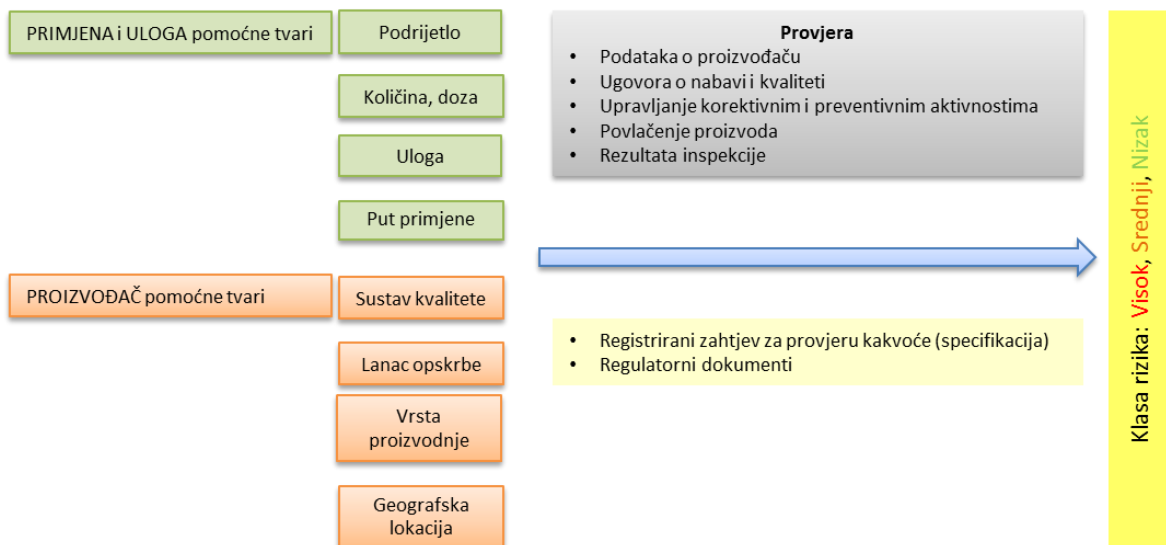 PRIMJENA i ULOGA pomoćne tvari
Podrijetlo
Količina, doza
Uloga
Put primjene
PROIZVOĐAČ pomoćne tvari
Sustav kvalitete
Lanac opskrbe
Vrsta
proizvodnje
Geografska
lokacija
Provjera
• Podataka o proizvođaču
• Ugovora o nabavi i kvaliteti
• Upravljanje korektivnim i preventivnim aktivnostima
• Povlačenje proizvoda
• Rezultata inspekcije
• Registrirani zahtjev za provjeru kakvoće (specifikacija)
• Regulatorni dokumenti
Klasa rizika: Visok, Srednji, Nizak